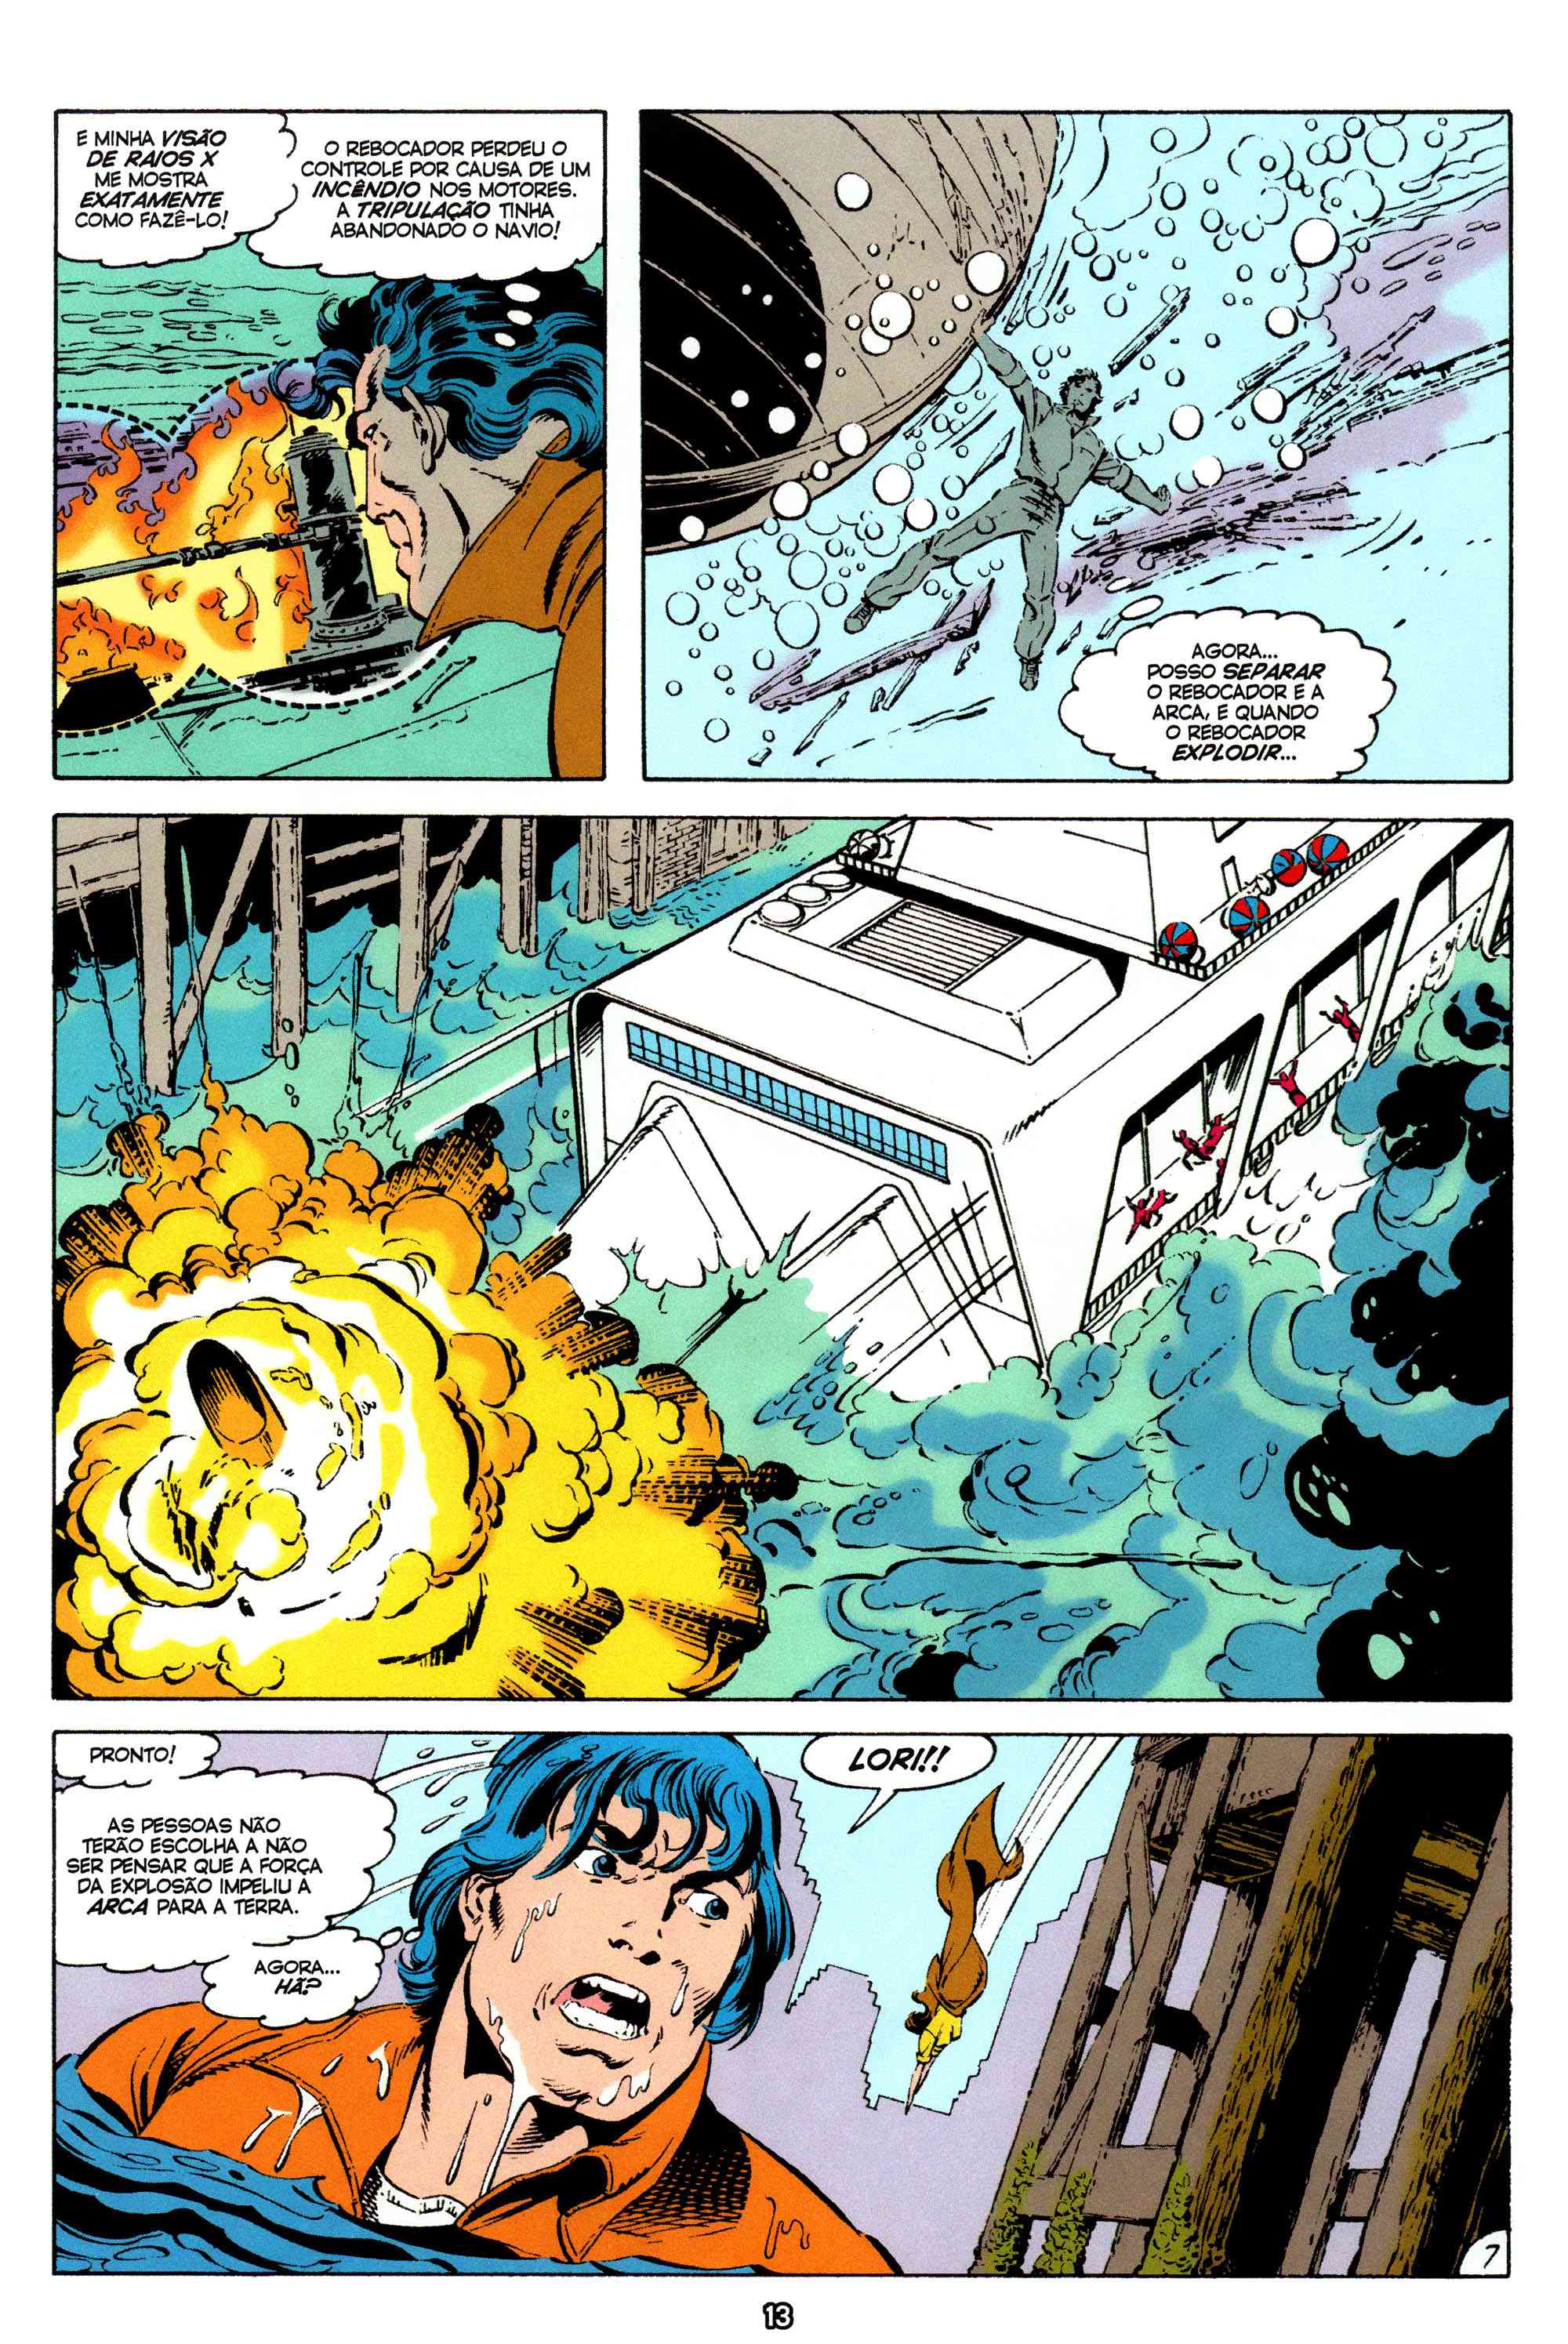 E MINHA VISÃO
DE RAIOS X
ME MOSTRA
EXATAMENTE
COMO FAZÊ-LO!
O REBOCADOR PERDEU O
CONTROLE POR CAUSA DE UM
INCÊNDIO NOS MOTORES.
A TRIPULAÇÃO TINHA
ABANDONADO O NAVIO!
AGORA...
POSSO SEPARAR
O REBOCADOR E A
ARCA, E QUANDO
O REBOCADOR
EXPLODIR...
PRONTO!
AS PESSOAS NÃO
TERÃO ESCOLHA A NÃO
SER PENSAR QUE A FORÇA
DA EXPLOSÃO IMPELIU A
ARCA PARA A TERRA.
AGORA...
HÃ?
LORI!!
7
13